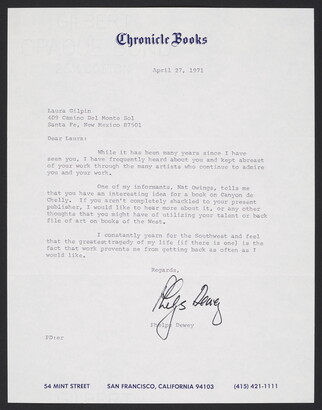 Chronicle Books
April 27, 1971
Laura Gilpin
409 Camino Del Monte Sol
Santa Fe, New Mexico 87501
Dear Laura:
While it has been many years since I have
seen you, I have frequently heard about you and kept abreast
of your work through the many artists who continue to admire
you and your work.
One of my informants, Nat Owings, tells me
that you have an interesting idea for a book on Canyon de
Chelly. If you aren't completely shackled to your present
publisher, I would like to hear more about it, or any other
thoughts that you might have of utilizing your talent or back
file of art on books of the West.
I constantly yearn for the Southwest and feel
that the greatest tragedy of my life (if there is one) is the
fact that work prevents me from getting back as often as I
would like.
Regards,
Phelps Dewey
Phelps Dewey
PD:er
54 MINT STREET SAN FRANCISCO, CALIFORNIA 94103 (415) 421-1111